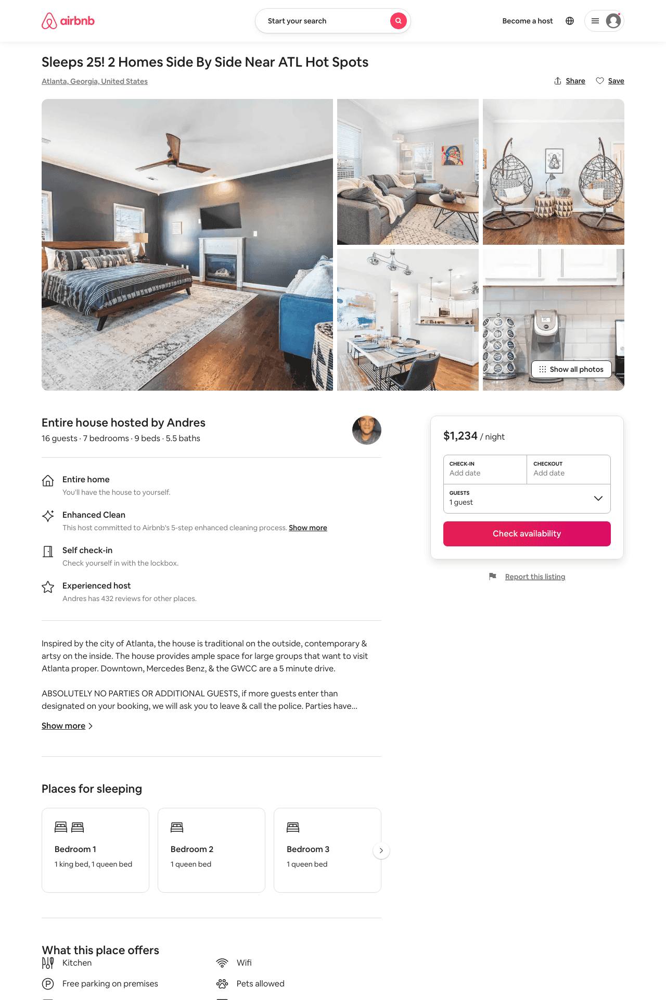 airbnb
Start your search
Become a host
Sleeps 25! 2 Homes Side By Side Near ATL Hot Spots
Atlanta, Georgia, United States
Share
Save
Show all photos
Entire house hosted by Andres
16 guests · 7 bedrooms · 9 beds · 5.5 baths
Entire home
You'll have the house to yourself.
Enhanced Clean
This host committed to Airbnb's 5-step enhanced cleaning process. Show more
Self check-in
Check yourself in with the lockbox.
Experienced host
Andres has 432 reviews for other places.
$1,234 / night
CHECK-IN
Add date
CHECKOUT
Add date
GUESTS
1 guest
Check availability
Report this listing
Inspired by the city of Atlanta, the house is traditional on the outside, contemporary &
artsy on the inside. The house provides ample space for large groups that want to visit
Atlanta proper. Downtown, Mercedes Benz, & the GWCC are a 5 minute drive.
ABSOLUTELY NO PARTIES OR ADDITIONAL GUESTS, if more guests enter than
designated on your booking, we will ask you to leave & call the police. Parties have...
Show more
Places for sleeping
Bedroom 1
1 king bed, 1 queen bed
Bedroom 2
1 queen bed
Bedroom 3
1 queen bed
What this place offers
Kitchen
Wifi
Free parking on premises
Pets allowed